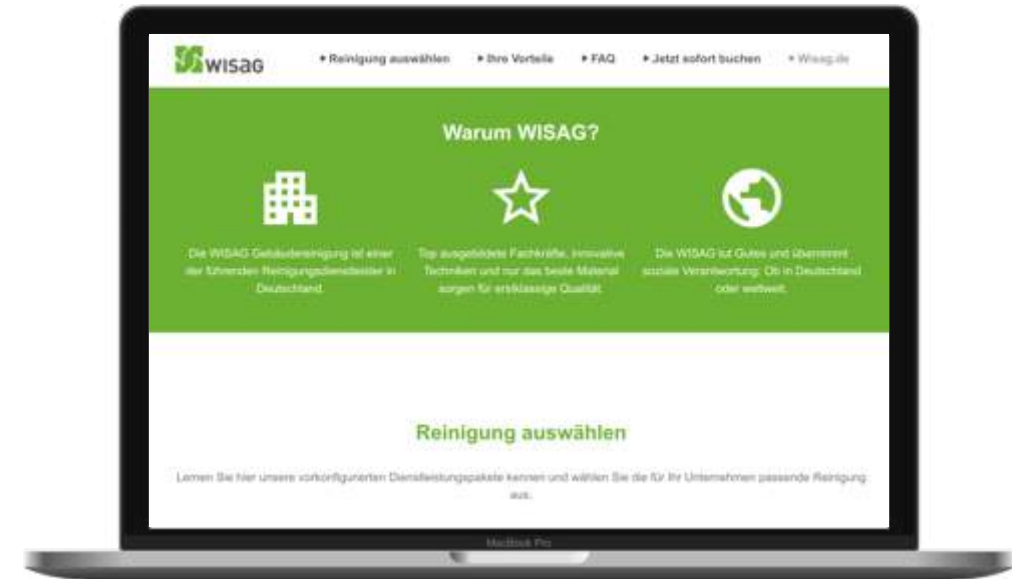 WISAG
Reinigung auswählen Ihre Vorteile FAQ Jetzt sofort buchen Wisag.de
Warum WISAG?
Die WISAG Gebäudereinigung ist einer Top ausgebildete Fachkräfte, innovative Die WISAG tut Gutes und übernimmt
der führenden Reinigungsdienstleister in Techniken und nur das beste Material soziale Verantwortung: Ob in Deutschland
Deutschland. sorgen für erstklassige Qualität. oder weltweit.
Reinigung auswählen
Lernen Sie hier unsere vorkonfigurierten Dienstleistungspakete kennen und wählen Sie die für Ihr Unternehmen passende Reinigung
aus.
MacBook Pro